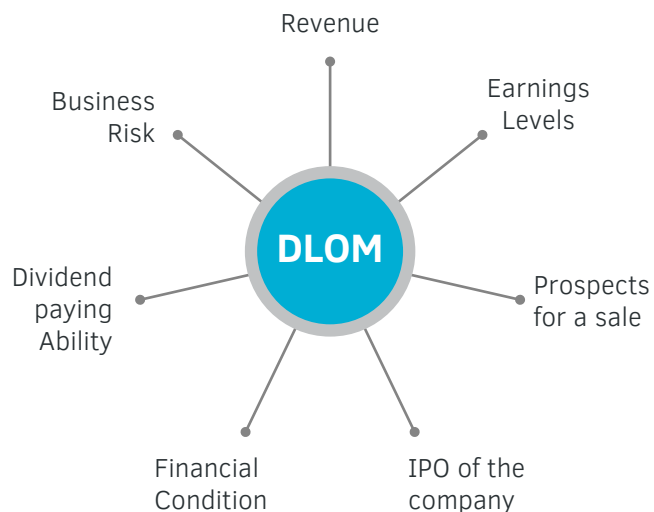 Revenue
Earnings
Levels
Business
Risk
DLOM
Dividend
paying
Ability
Prospects
for a sale
Financial
Condition
IPO of the
company